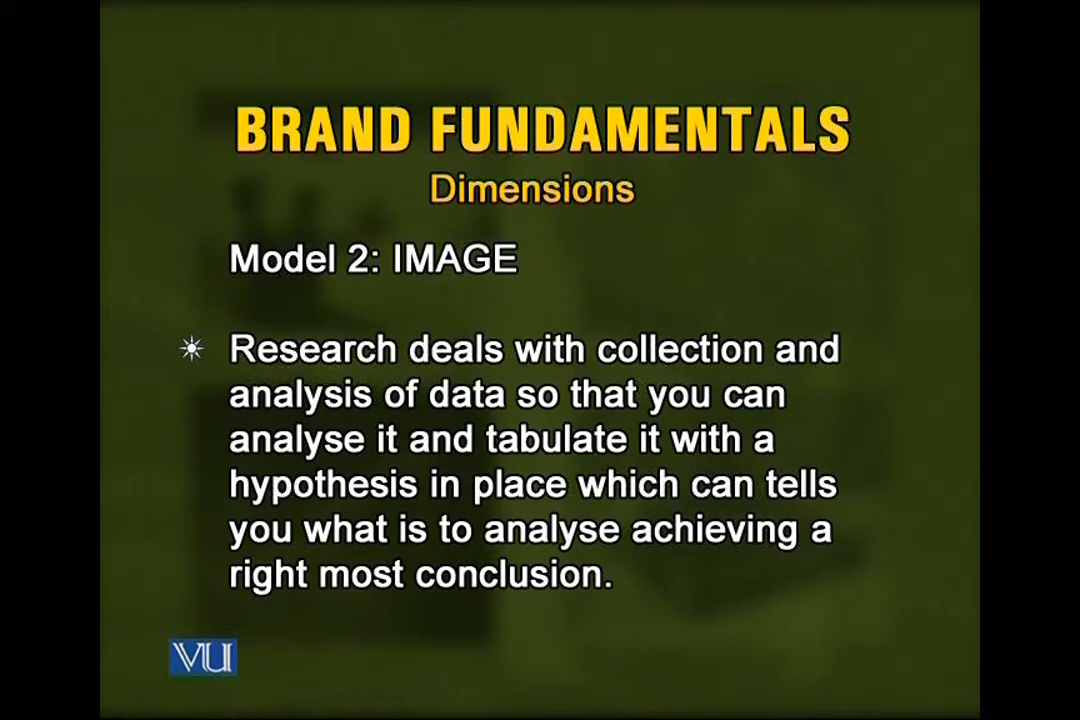 BRAND FUNDAMENTALS
Dimensions
Model 2: IMAGE
Research deals with collection and
analysis of data so that you can
analyse it and tabulate it with a
hypothesis in place which can tells
you what is to analyse achieving a
right most conclusion.
VU